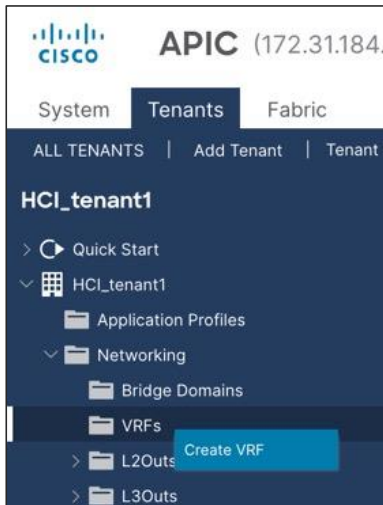 CISCO
APIC (172.31.184.
System Tenants Fabric
ALL TENANTS | Add Tenant | Tenant
HCI_tenant1
Quick Start
HCI_tenant1
Application Profiles
Networking
Bridge Domains
VRFs
Create VRF
L2Outs
L3Outs